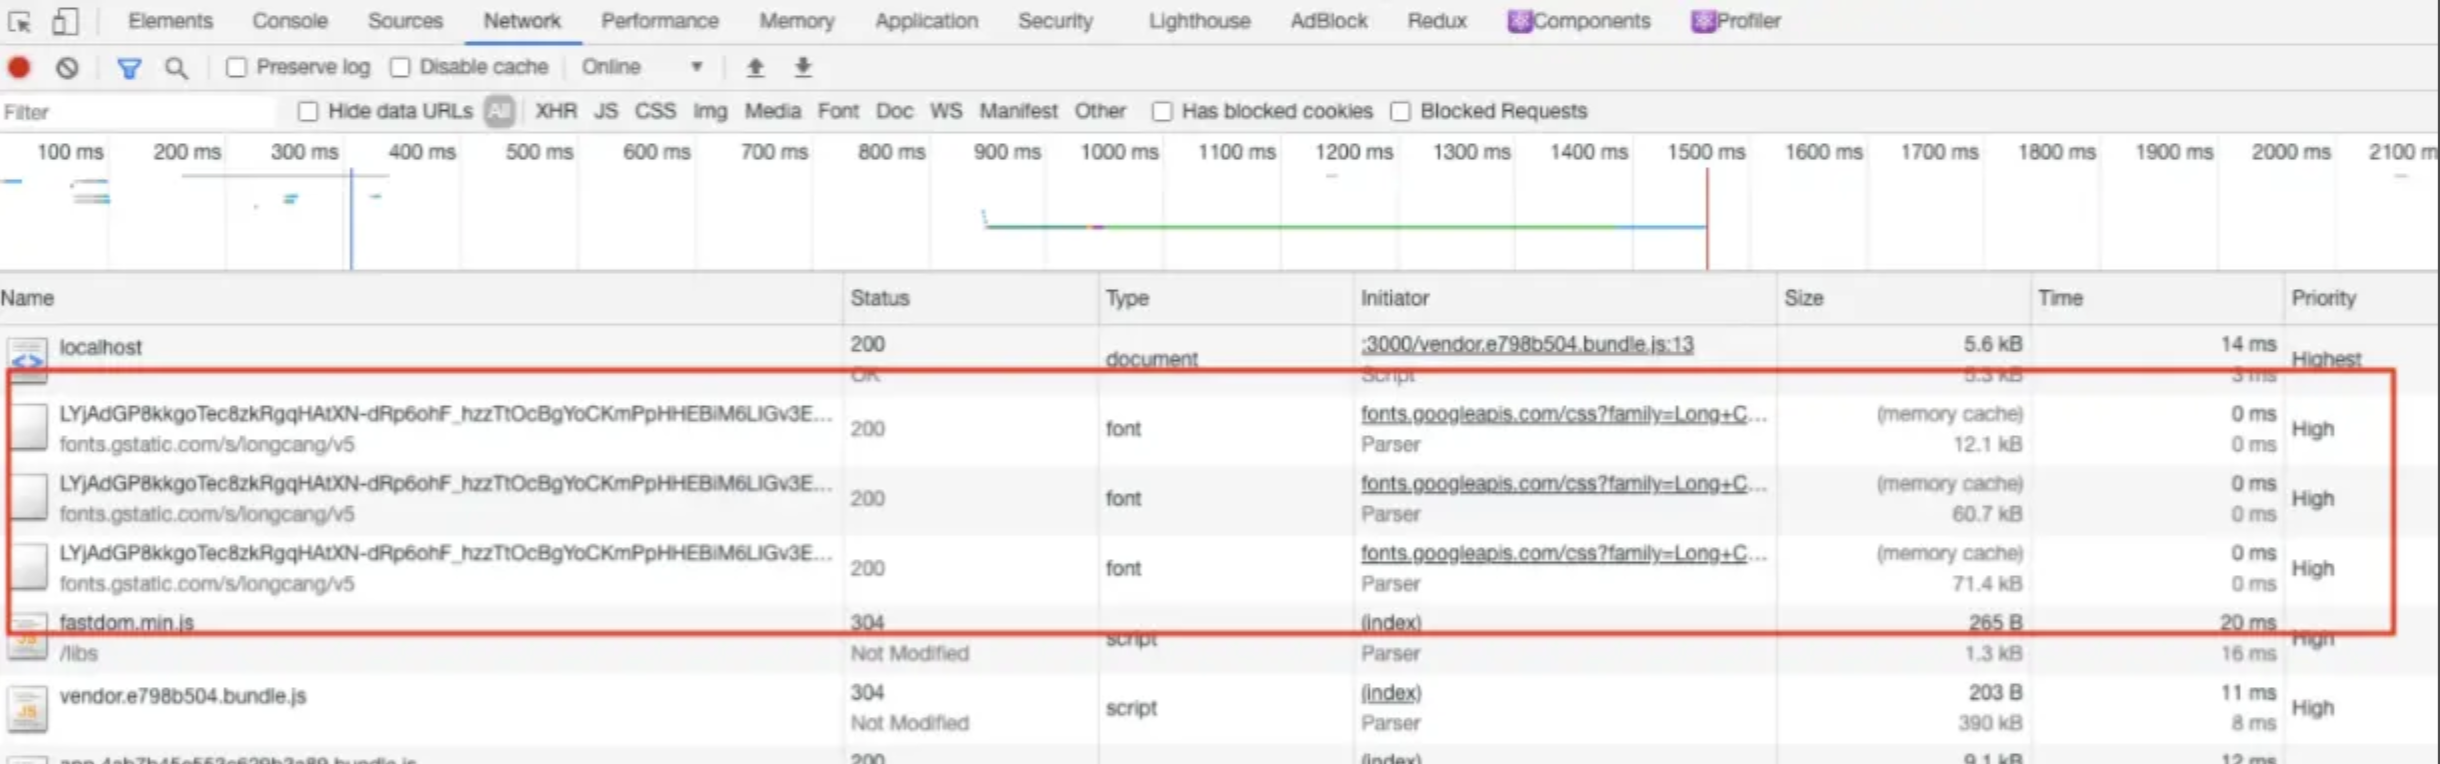 Elements Console Sources Network Performance Memory Application Security Lighthouse AdBlock Redux Components Profiler
Preserve log Disable cache Online
Filter Hide data URLs All XHR JS CSS Img Media Font Doc WS Manifest Other Has blocked cookies Blocked Requests
100 ms 200 ms 300 ms 400 ms 500 ms 600 ms 700 ms 800 ms 900 ms 1000 ms 1100 ms 1200 ms 1300 ms 1400 ms 1500 ms 1600 ms 1700 ms 1800 ms 1900 ms 2000 ms 2100 m
Name Status Type Initiator Size Time Priority
localhost 200 document :3000/vendor.e798b504.bundle.js:13 5.6 kB 14 ms Highest
OK Script 5.3 kB 3 ms
LYjAdGP8kkgoTec8zkRgqHAtXN-dRp6ohF_hzzTtOcBgYoCKmPpHHEBiM6LIGv3E... 200 font fonts.googleapis.com/css?family=Long+C... (memory cache) 0 ms High
fonts.gstatic.com/s/longcang/v5 Parser 12.1 kB 0 ms
LYjAdGP8kkgoTec8zkRgqHAtXN-dRp6ohF_hzzTtOcBgYoCKmPpHHEBiM6LIGv3E... 200 font fonts.googleapis.com/css?family=Long+C... (memory cache) 0 ms High
fonts.gstatic.com/s/longcang/v5 Parser 60.7 kB 0 ms
LYjAdGP8kkgoTec8zkRgqHAtXN-dRp6ohF_hzzTtOcBgYoCKmPpHHEBiM6LIGv3E... 200 font fonts.googleapis.com/css?family=Long+C... (memory cache) 0 ms High
fonts.gstatic.com/s/longcang/v5 Parser 71.4 kB 0 ms
fastdom.min.js 304 script (index) 265 B 20 ms High
/libs Not Modified Parser 1.3 kB 16 ms
vendor.e798b504.bundle.js 304 script (index) 203 B 11 ms High
Not Modified Parser 390 kB 8 ms
200 (index) 9.1 kB 12 ms